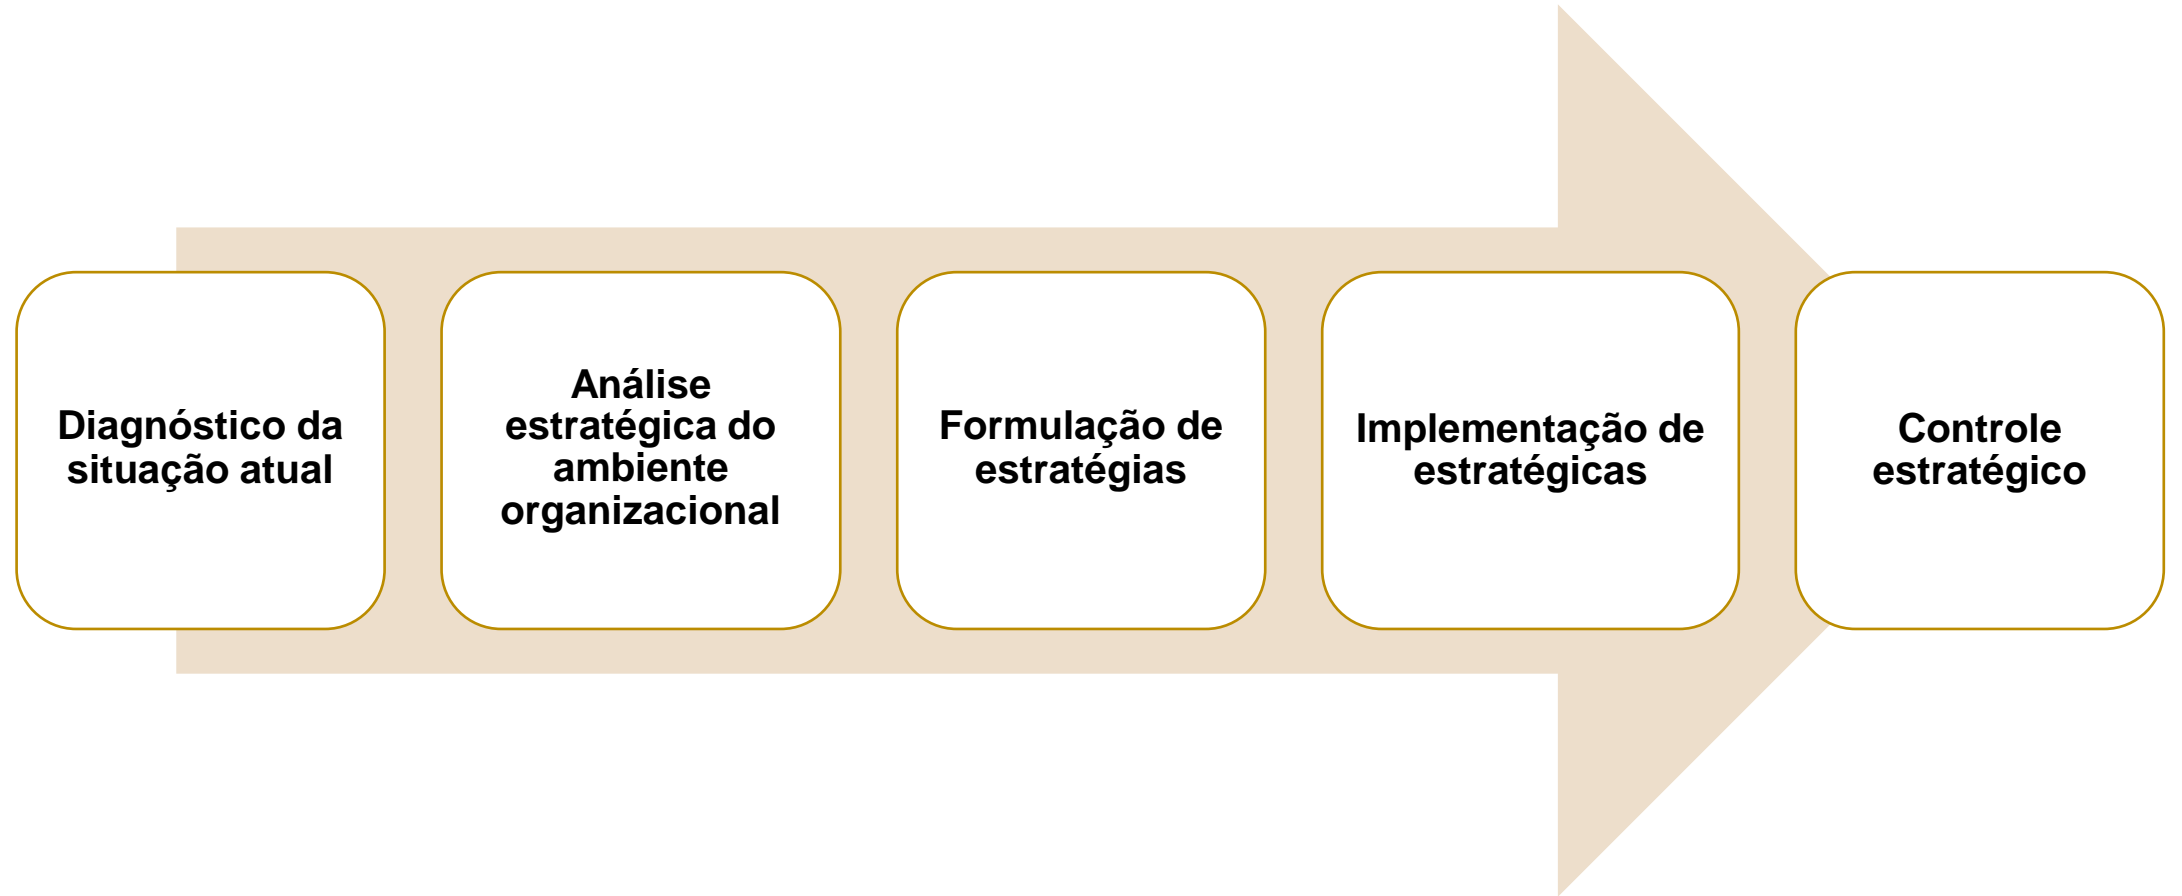 Diagnóstico da
situação atual
Análise
estratégica do
ambiente
organizacional
Formulação de
estratégias
Implementação de
estratégicas
Controle
estratégico